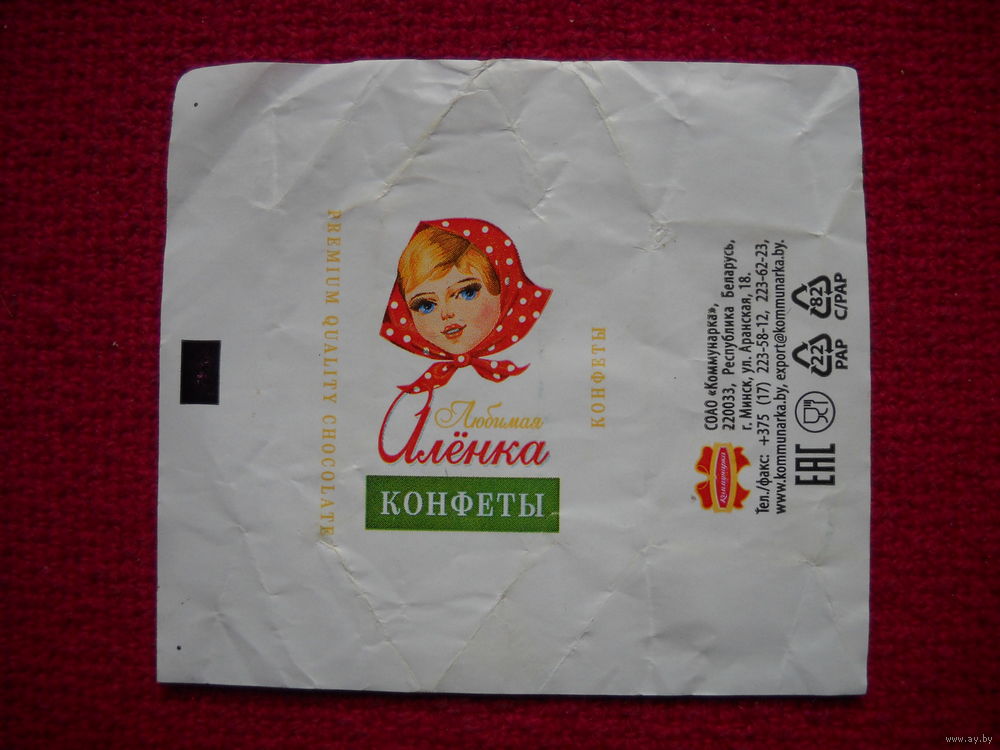 PREMIUM QUALITY CHOCOLATE
Любимая
Алёнка
КОНФЕТЫ
КОНФЕТЫ
Коммунарка
СОАО «Коммунарка»,
220033, Республика Беларусь,
г. Минск, ул. Аранская, 18.
Тел./факс: +375 (17) 223-58-12, 223-62-23,
www.kommunarka.by, export@kommunarka.by.
EAC
22
PAP
82
C/PAP
www.ay.by